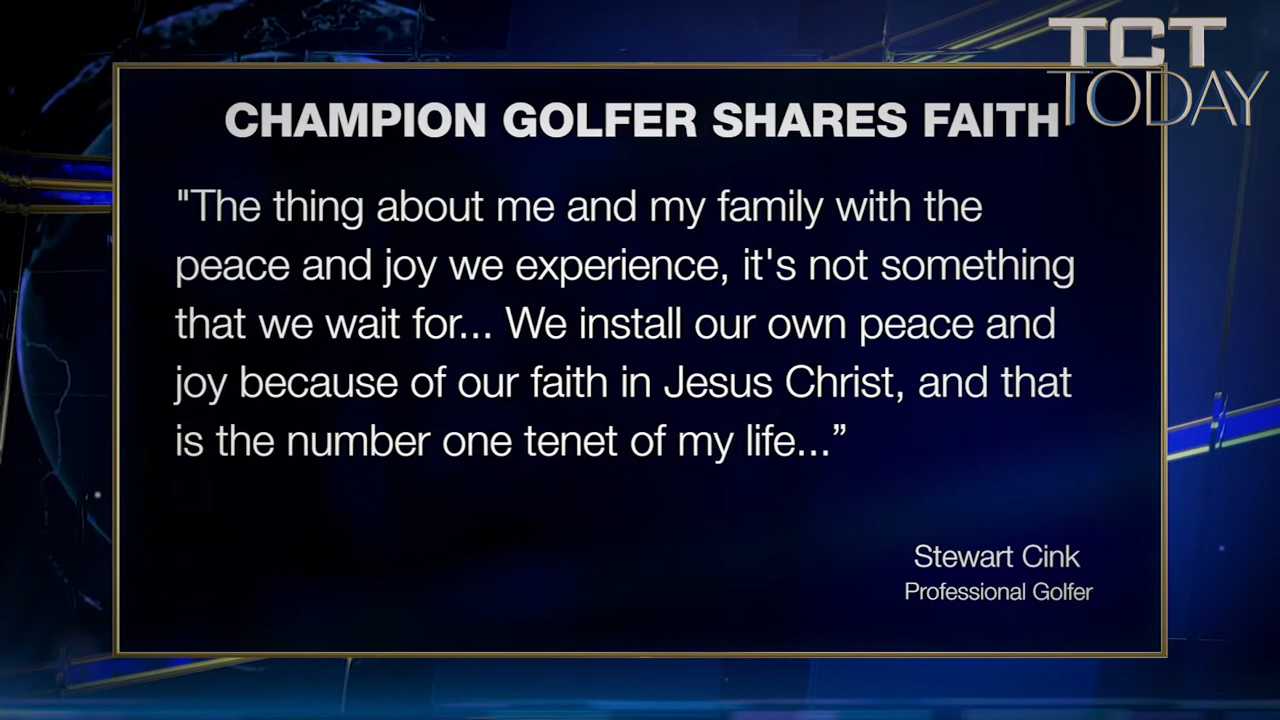 TCT
TODAY
CHAMPION GOLFER SHARES FAITH
"The thing about me and my family with the
peace and joy we experience, it's not something
that we wait for... We install our own peace and
joy because of our faith in Jesus Christ, and that
is the number one tenet of my life...”
Stewart Cink
Professional Golfer